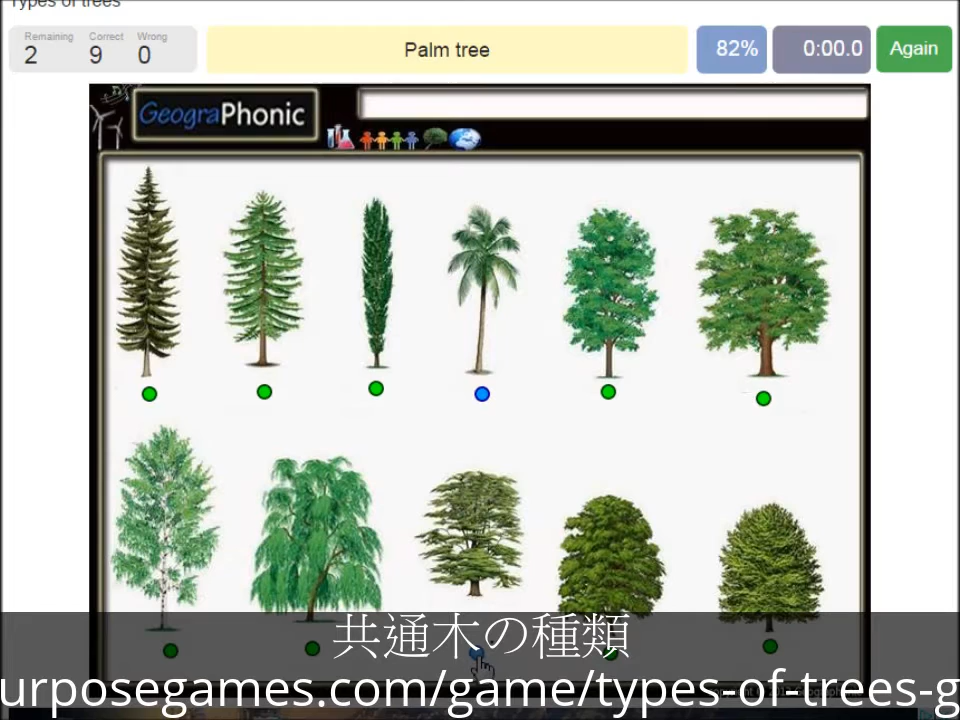 Types of trees
Remaining Correct Wrong
2 9 0
Palm tree
82%
0:00.0
Again
GeograPhonic
共通木の種類
urposegames.com/game/types-of-trees-g